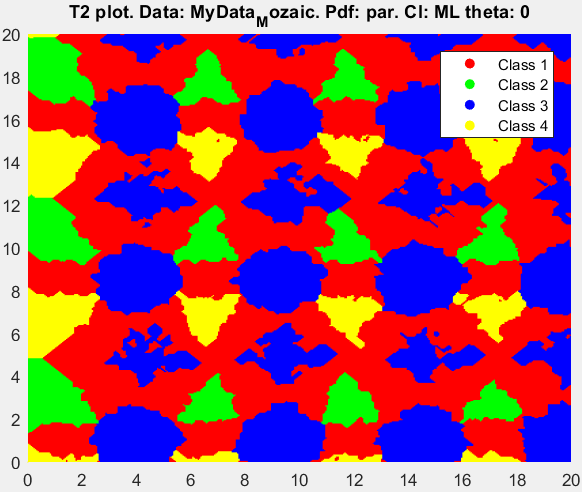 T2 plot. Data: MyData_Mozaic. Pdf: par. Cl: ML theta: 0
20
18
16
14
12
10
8
6
4
2
0
Class 1
Class 2
Class 3
Class 4
0 2 4 6 8 10 12 14 16 18 20